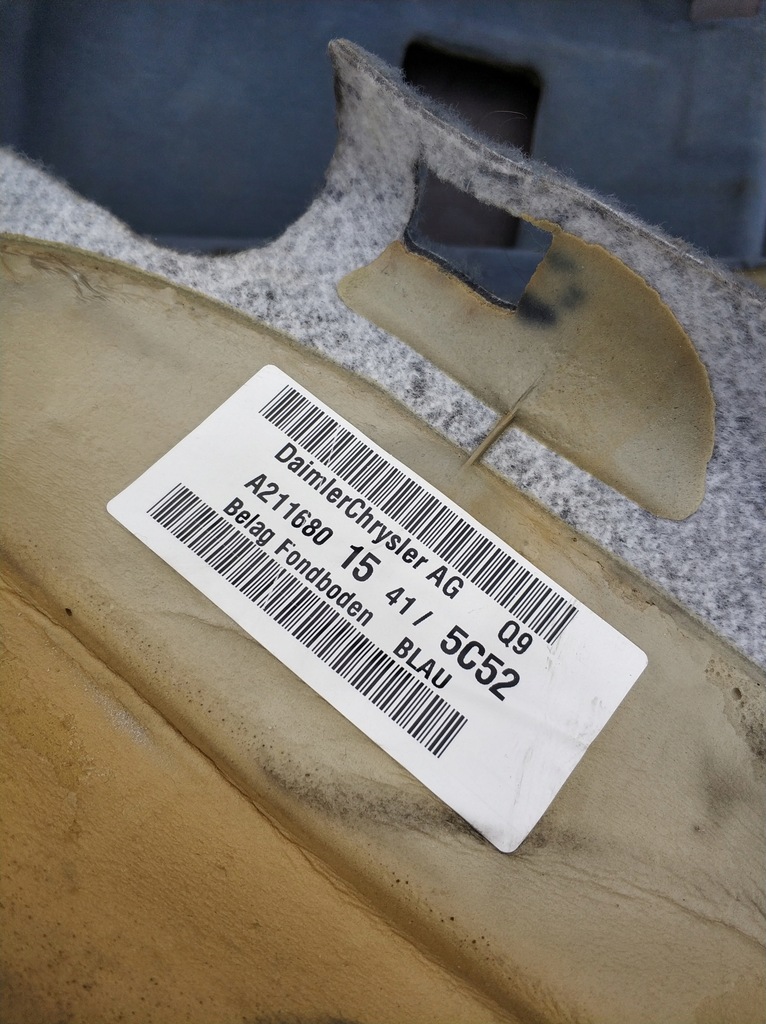 DaimlerChrysler AG Q9
A211680 15 41 / 5C52
Belag Fondboden BLAU